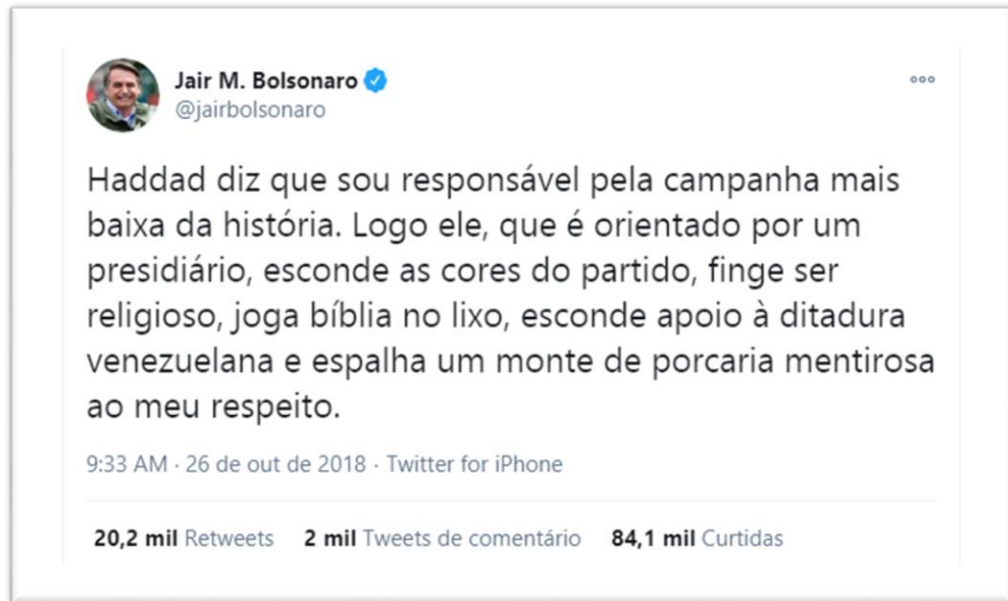 Jair M. Bolsonaro
@jairbolsonaro
Haddad diz que sou responsável pela campanha mais
baixa da história. Logo ele, que é orientado por um
presidiário, esconde as cores do partido, finge ser
religioso, joga bíblia no lixo, esconde apoio à ditadura
venezuelana e espalha um monte de porcaria mentirosa
ao meu respeito.
9:33 AM · 26 de out de 2018 · Twitter for iPhone
20,2 mil Retweets 2 mil Tweets de comentário 84,1 mil Curtidas